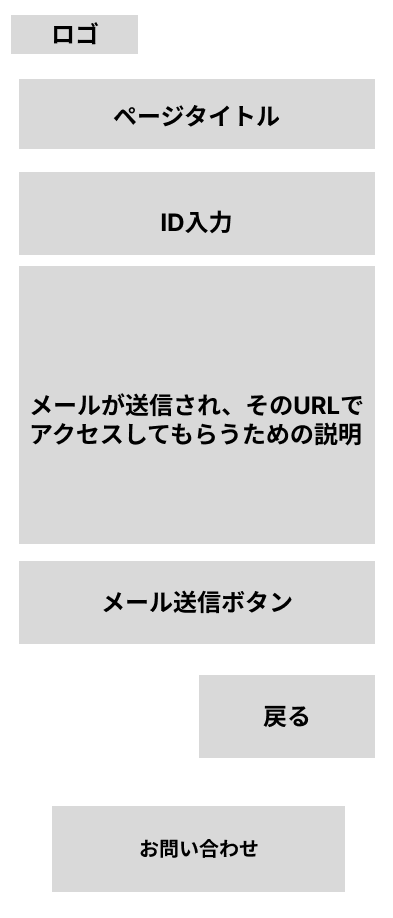 ロゴ
ページタイトル
ID入力
メールが送信され、そのURLで
アクセスしてもらうための説明
メール送信ボタン
戻る
お問い合わせ